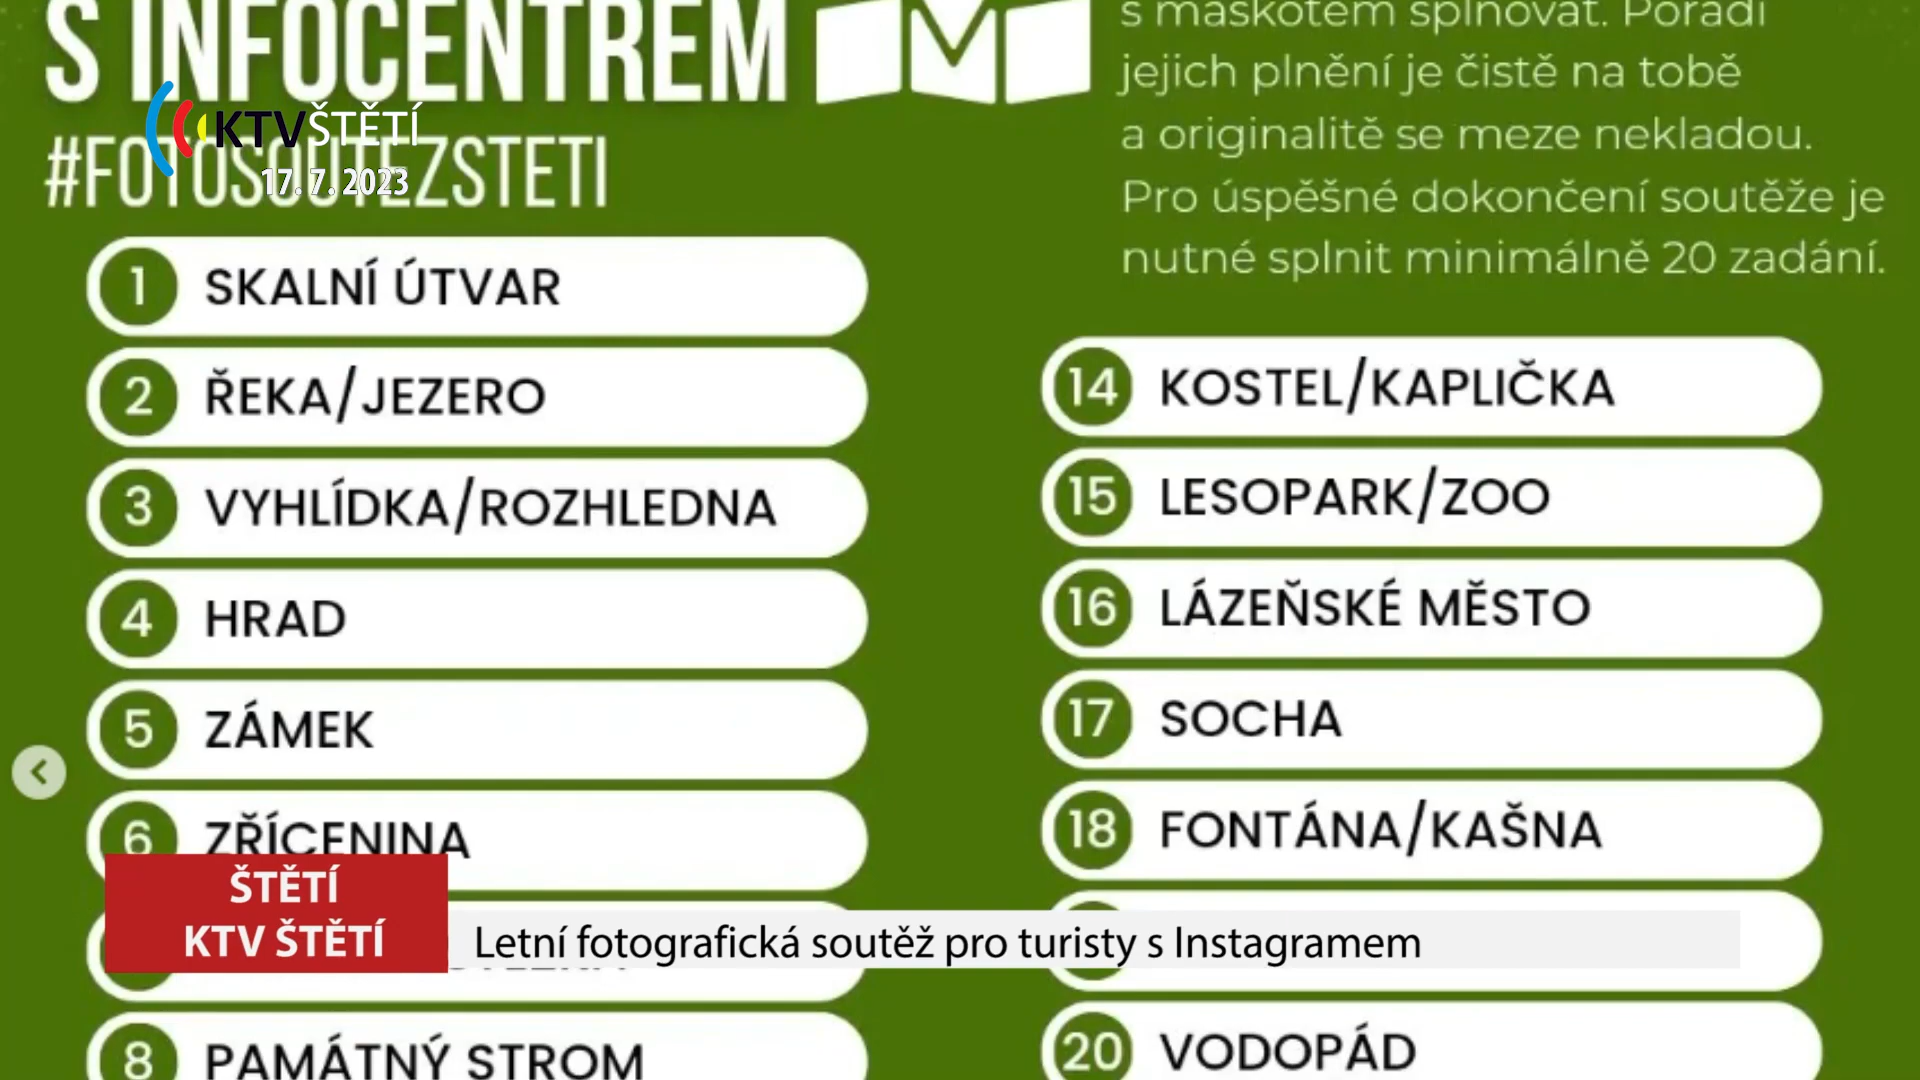 S INFOCENTREM
#FOTOSOUTEZSTETI
KTV ŠTĚTÍ
17. 7. 2023
s maskotem splňovat. Pořadí
jejich plnění je čistě na tobě
a originalitě se meze nekladou.
Pro úspěšné dokončení soutěže je
nutné splnit minimálně 20 zadání.
1 SKALNÍ ÚTVAR
2 ŘEKA/JEZERO
3 VYHLÍDKA/ROZHLEDNA
4 HRAD
5 ZÁMEK
6 ZŘÍCENINA
8 PAMÁTNÝ STROM
14 KOSTEL/KAPLIČKA
15 LESOPARK/ZOO
16 LÁZEŇSKÉ MĚSTO
17 SOCHA
18 FONTÁNA/KAŠNA
20 VODOPÁD
ŠTĚTÍ
KTV ŠTĚTÍ
Letní fotografická soutěž pro turisty s Instagramem